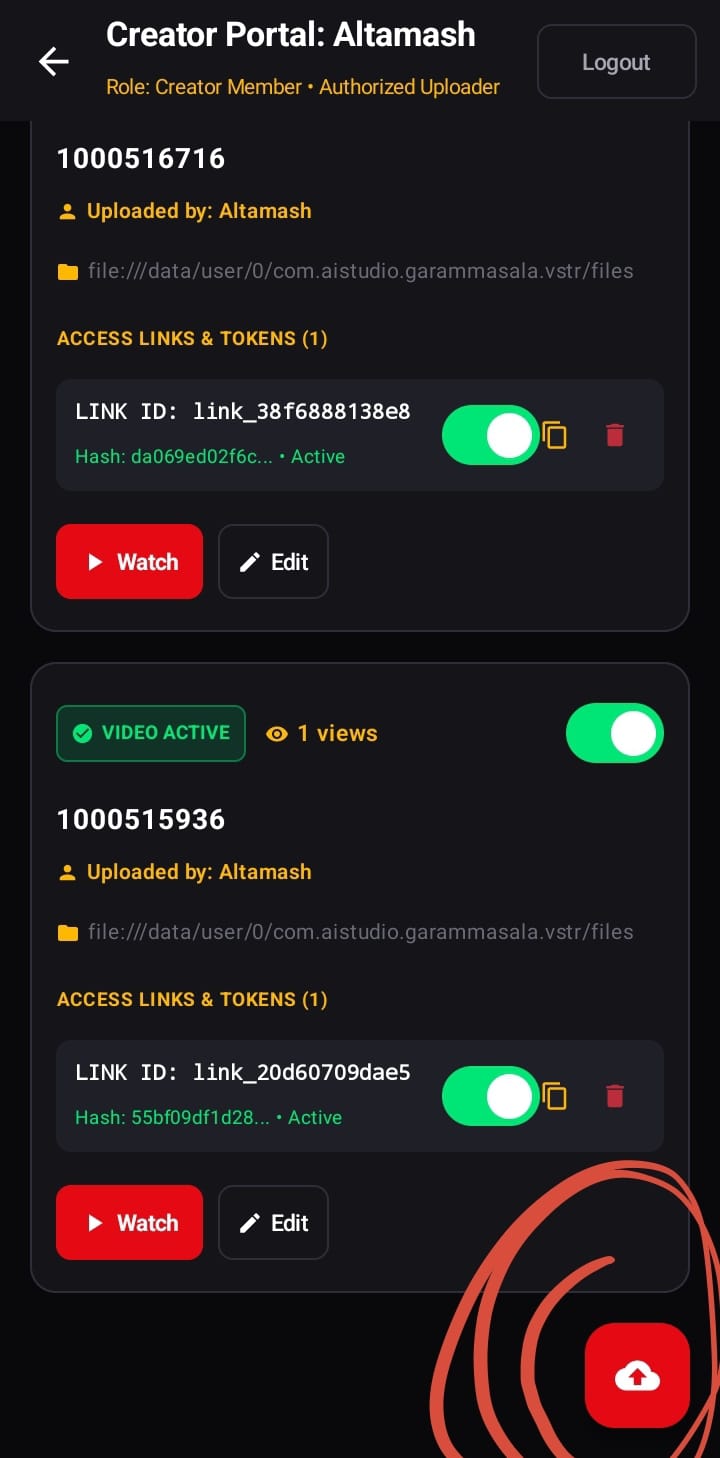 Creator Portal: Altamash
Logout
Role: Creator Member • Authorized Uploader
1000516716
Uploaded by: Altamash
file:///data/user/0/com.aistudio.garammasala.vstr/files
ACCESS LINKS & TOKENS (1)
LINK ID: link_38f6888138e8
Hash: da069ed02f6c... • Active
Watch
Edit
VIDEO ACTIVE
1 views
1000515936
Uploaded by: Altamash
file:///data/user/0/com.aistudio.garammasala.vstr/files
ACCESS LINKS & TOKENS (1)
LINK ID: link_20d60709dae5
Hash: 55bf09df1d28... • Active
Watch
Edit